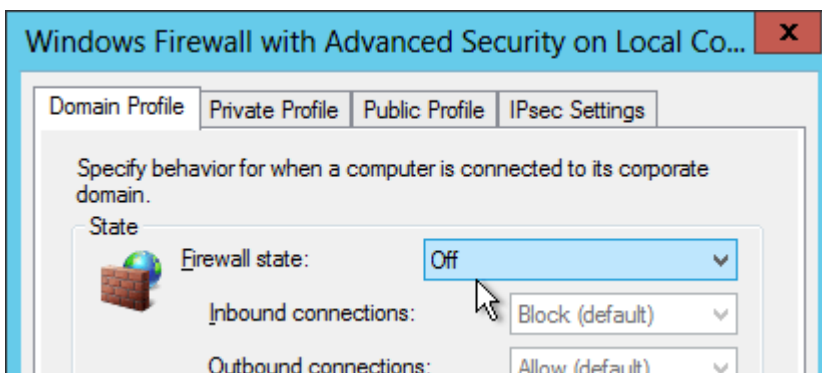 Windows Firewall with Advanced Security on Local Co...
x
Domain Profile Private Profile Public Profile IPsec Settings
Specify behavior for when a computer is connected to its corporate
domain.
State
Firewall state: Off
Inbound connections: Block (default)
Outbound connections: Allow (default)